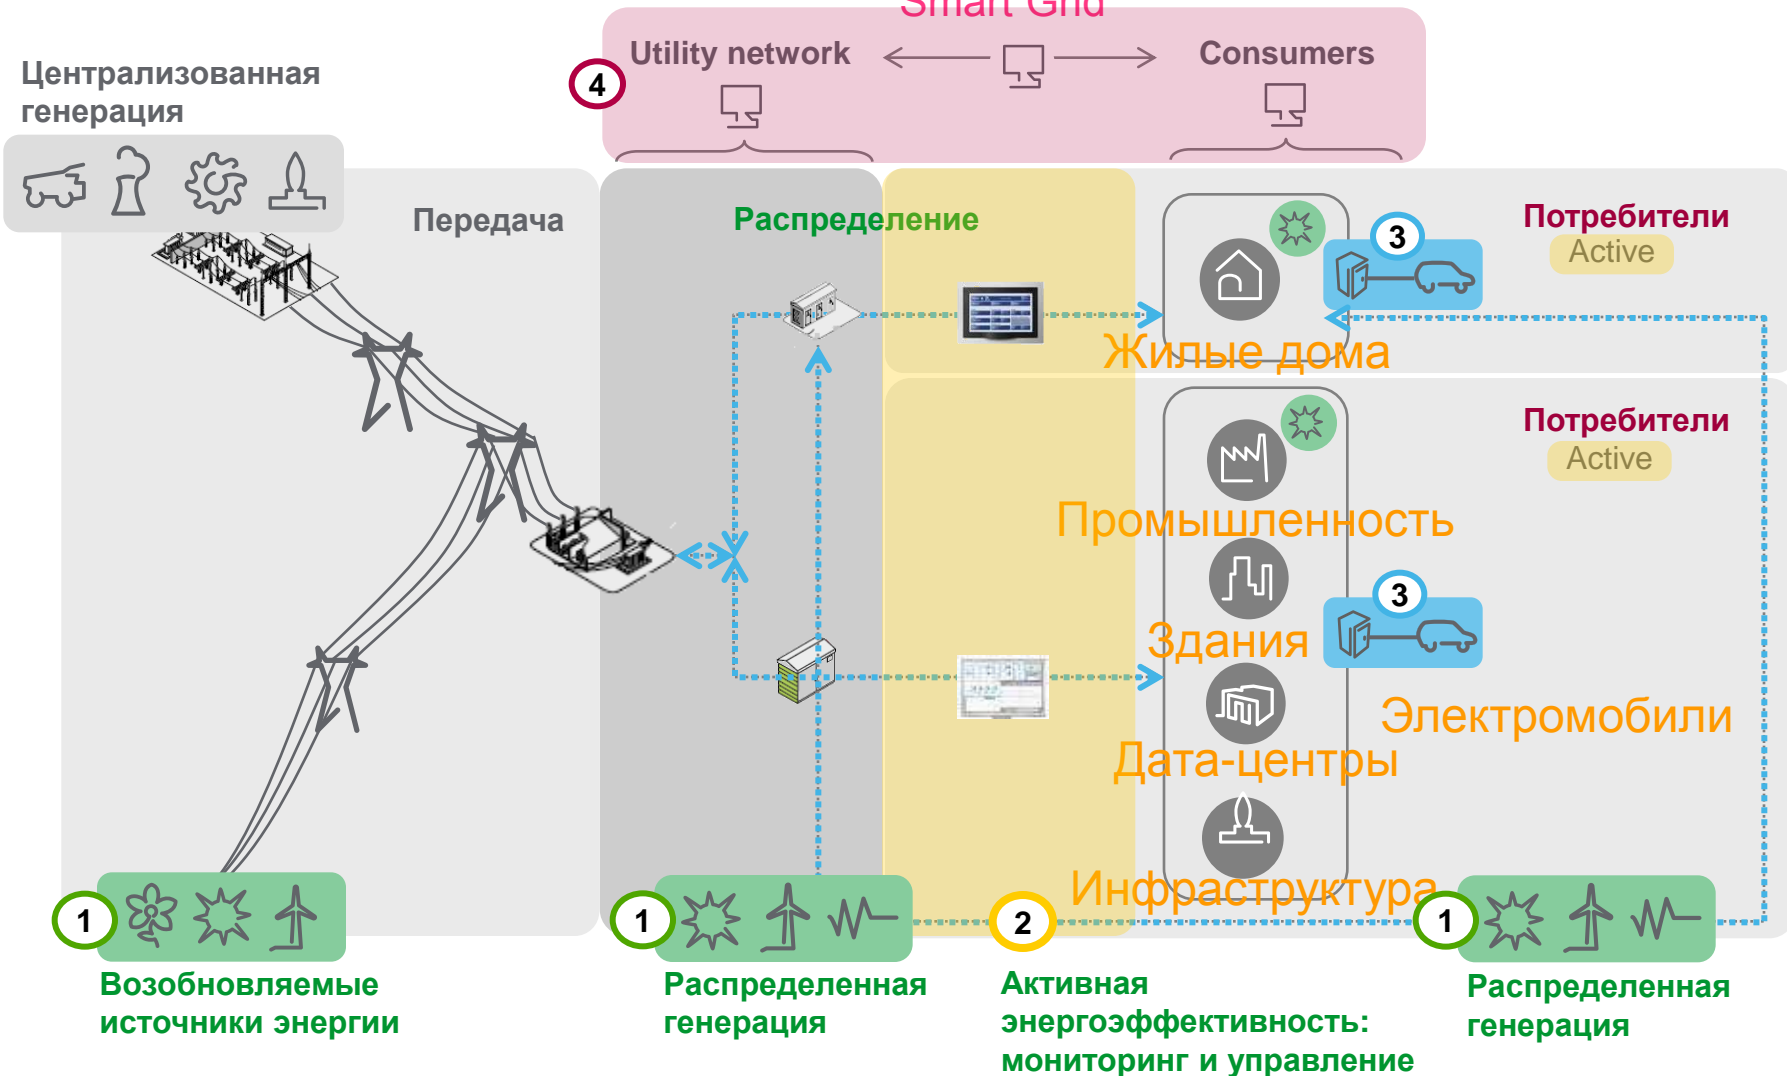 Smart Grid
Utility network
Consumers
4
Централизованная
генерация
Передача
Распределение
3
Потребители
Active
Жилые дома
Потребители
Active
Промышленность
3
Здания
Электромобили
Дата-центры
Инфраструктура
1
1
2
1
Возобновляемые
источники энергии
Распределенная
генерация
Активная
энергоэффективность:
мониторинг и управление
Распределенная
генерация